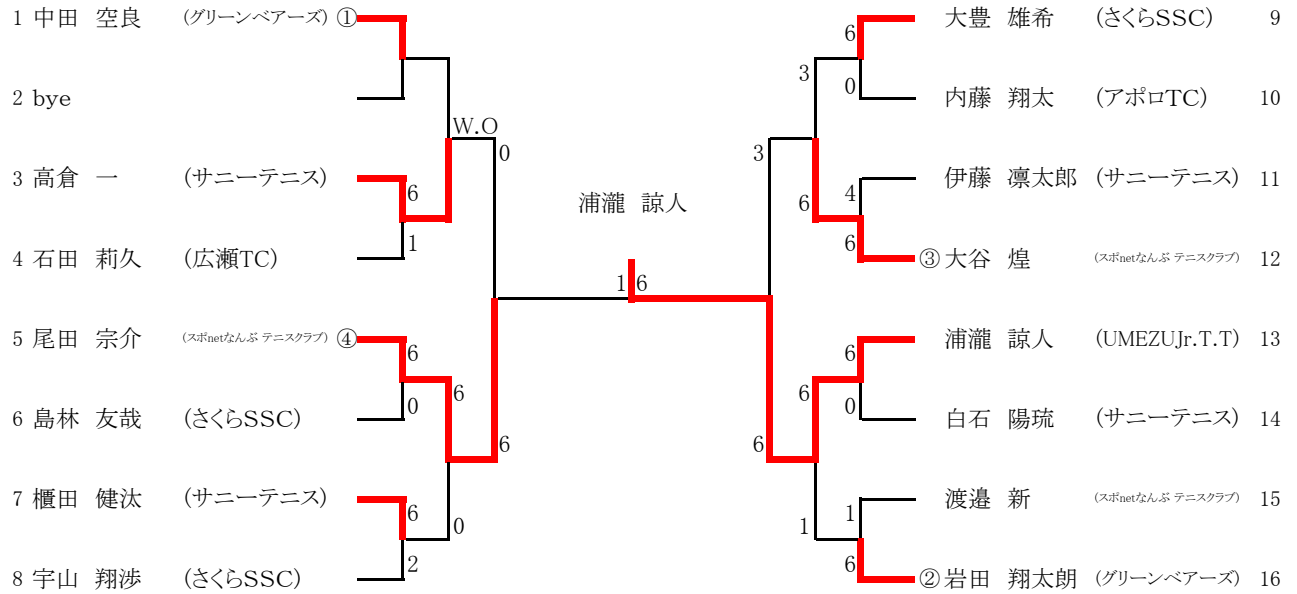 1 中田 空良 (グリーンベアーズ) ①
2 bye
W.O
0
3 高倉 一 (サニーテニス)
6
1
4 石田 莉久 (広瀬TC)
5 尾田 宗介 (スポnetなんぶ テニスクラブ) ④
6
0
6
6 島林 友哉 (さくらSSC)
6
7 櫃田 健汰 (サニーテニス)
6
2
0
8 宇山 翔渉 (さくらSSC)
浦瀧 諒人
1 6
大豊 雄希 (さくらSSC) 9
6
0
3
内藤 翔太 (アポロTC) 10
3
伊藤 凛太郎 (サニーテニス) 11
4
6
6
③ 大谷 煌 (スポnetなんぶ テニスクラブ) 12
浦瀧 諒人 (UMEZUJr.T.T) 13
6
0
6
白石 陽琉 (サニーテニス) 14
6
渡邉 新 (スポnetなんぶ テニスクラブ) 15
1
6
1
② 岩田 翔太朗 (グリーンベアーズ) 16